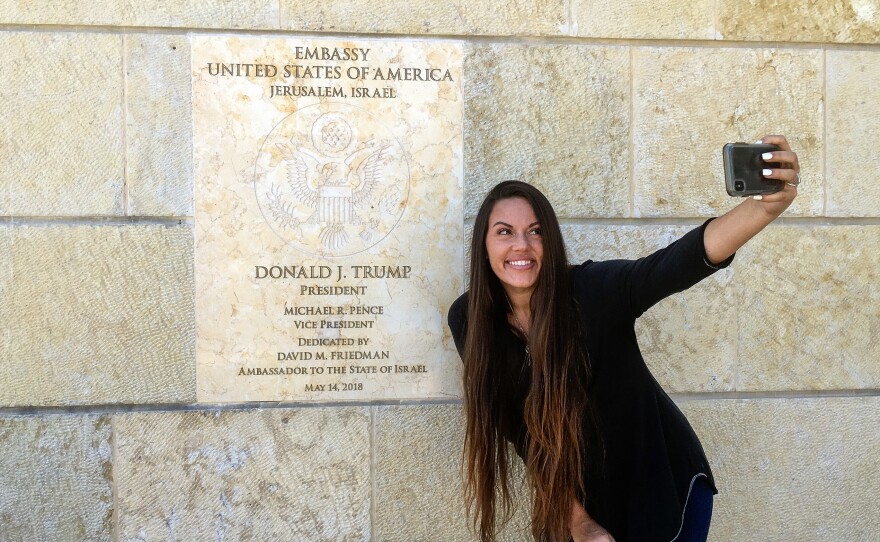 EMBASSY
UNITED STATES OF AMERICA
JERUSALEM, ISRAEL
DONALD J. TRUMP
PRESIDENT
MICHAEL R. PENCE
VICE PRESIDENT
DEDICATED BY
DAVID M. FRIEDMAN
AMBASSADOR TO THE STATE OF ISRAEL
MAY 14, 2018